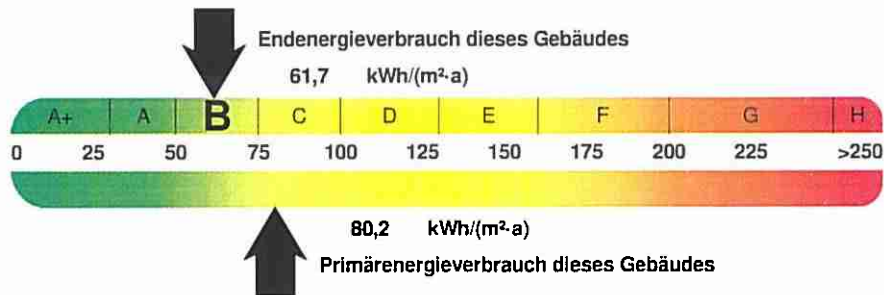 Endenergieverbrauch dieses Gebäudes
61,7 kWh/(m²·a)
A+ A B C D E F G H
0 25 50 75 100 125 150 175 200 225 >250
80,2 kWh/(m²·a)
Primärenergieverbrauch dieses Gebäudes